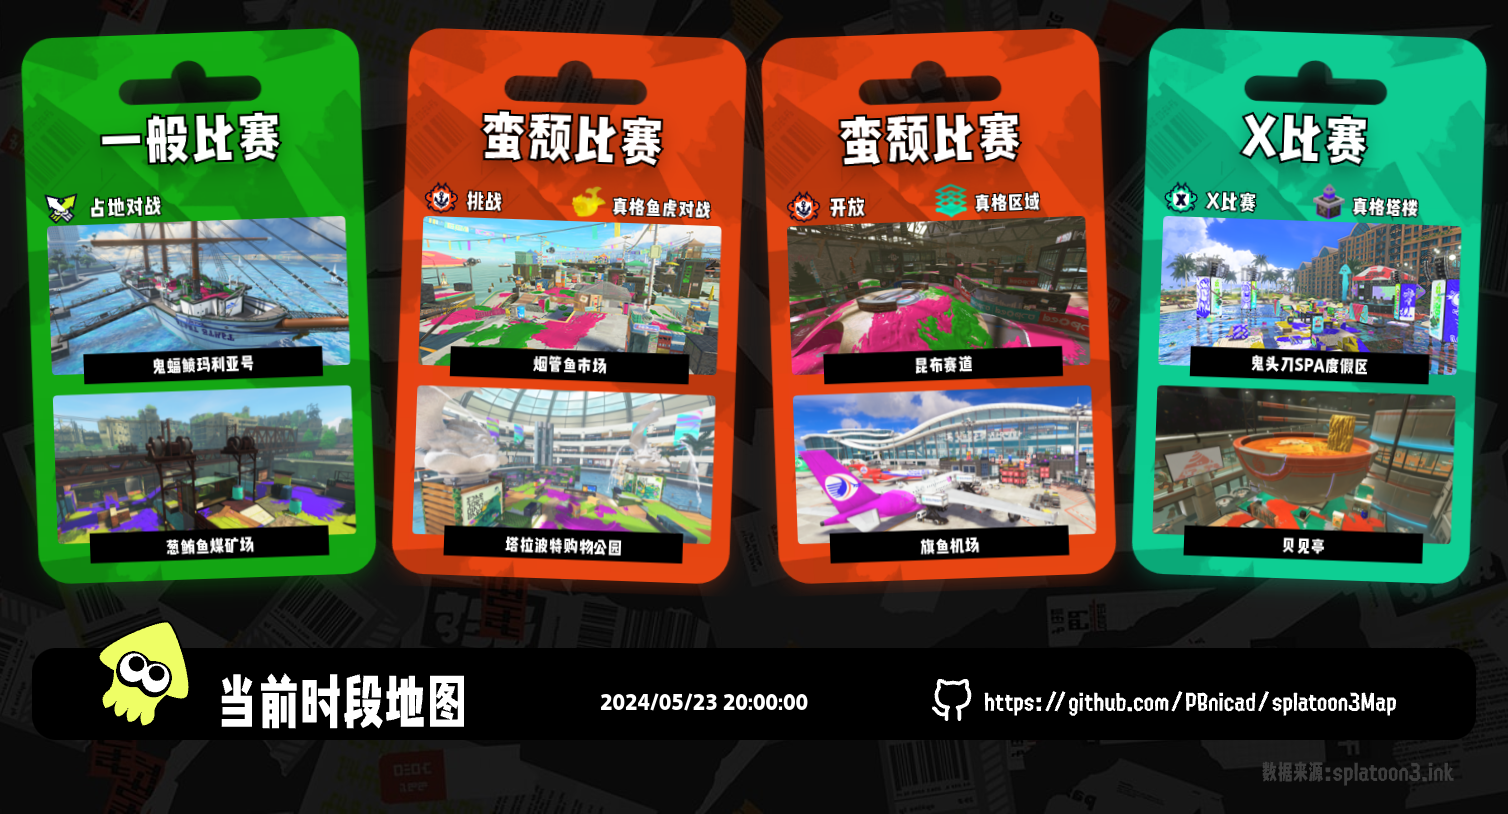 一般比赛
占地对战
鬼蝠鲼玛利亚号
葱鲔鱼煤矿场
蛮颓比赛
挑战
真格鱼虎对战
烟管鱼市场
塔拉波特购物公园
蛮颓比赛
开放
真格区域
昆布赛道
旗鱼机场
X比赛
X比赛
真格塔楼
鬼头刀SPA度假区
贝见亭
当前时段地图
2024/05/23 20:00:00
https://github.com/PBnicad/splatoon3Map
数据来源:splatoon3.ink